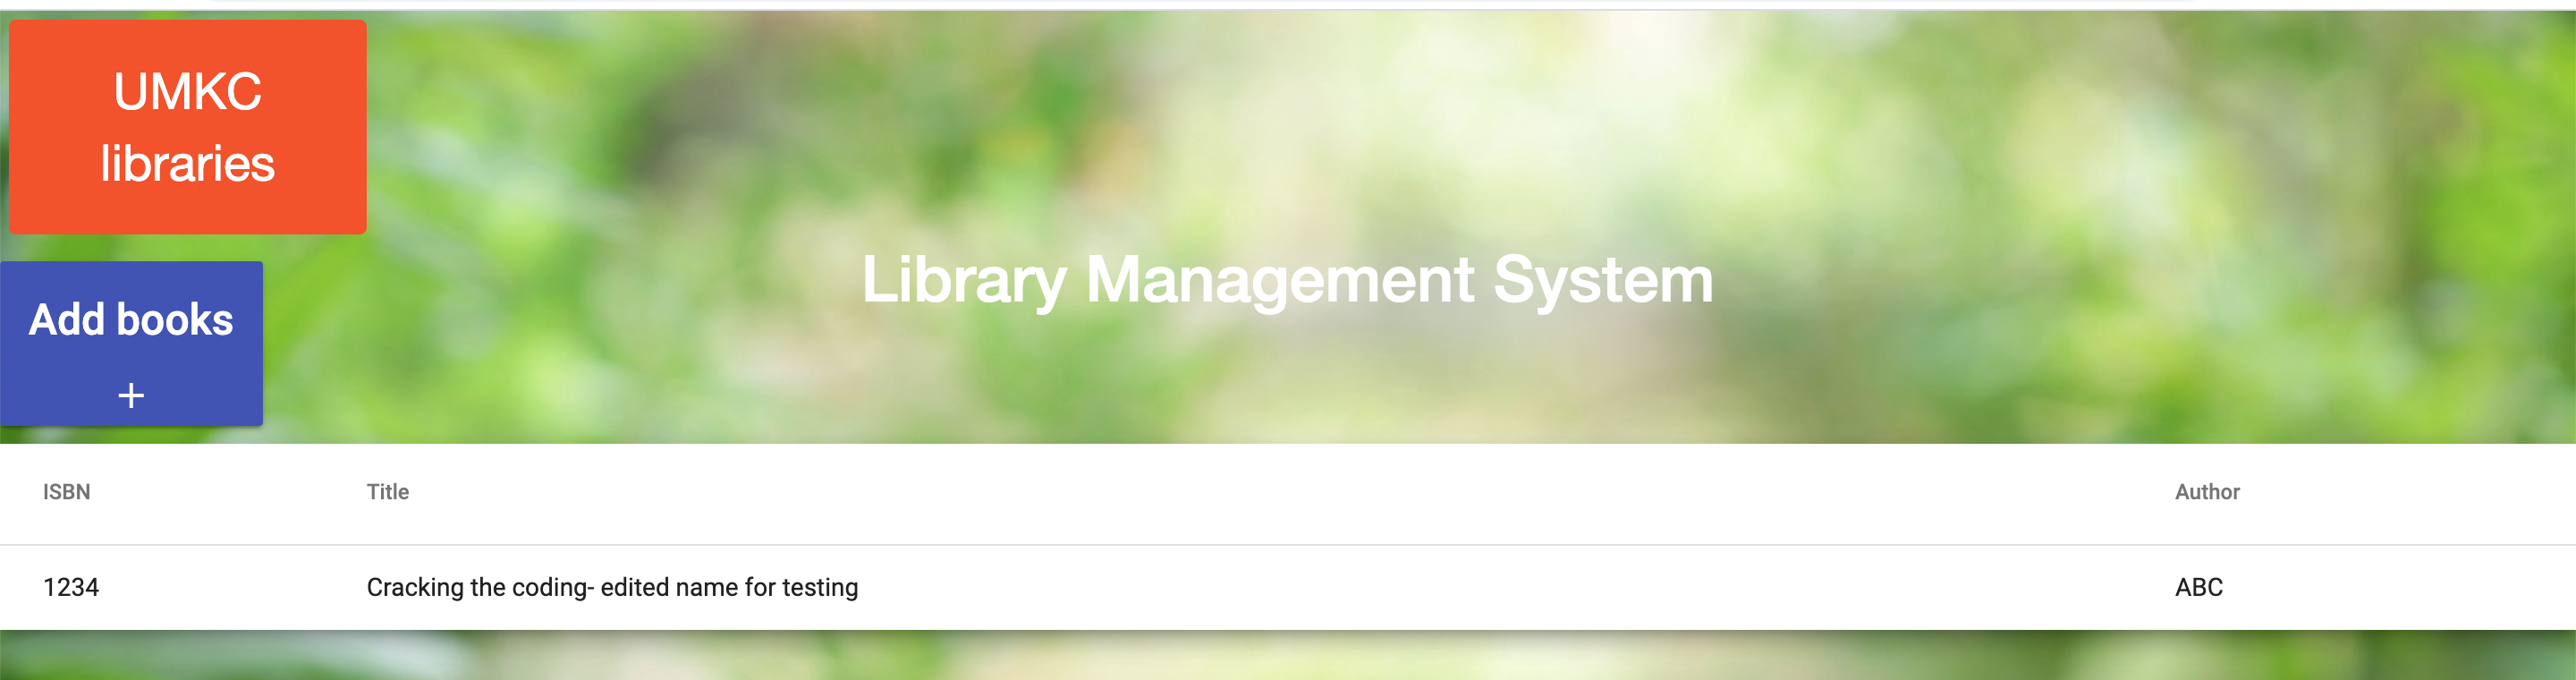 UMKC
libraries
Library Management System
Add books
+
ISBN Title Author
1234 Cracking the coding- edited name for testing ABC